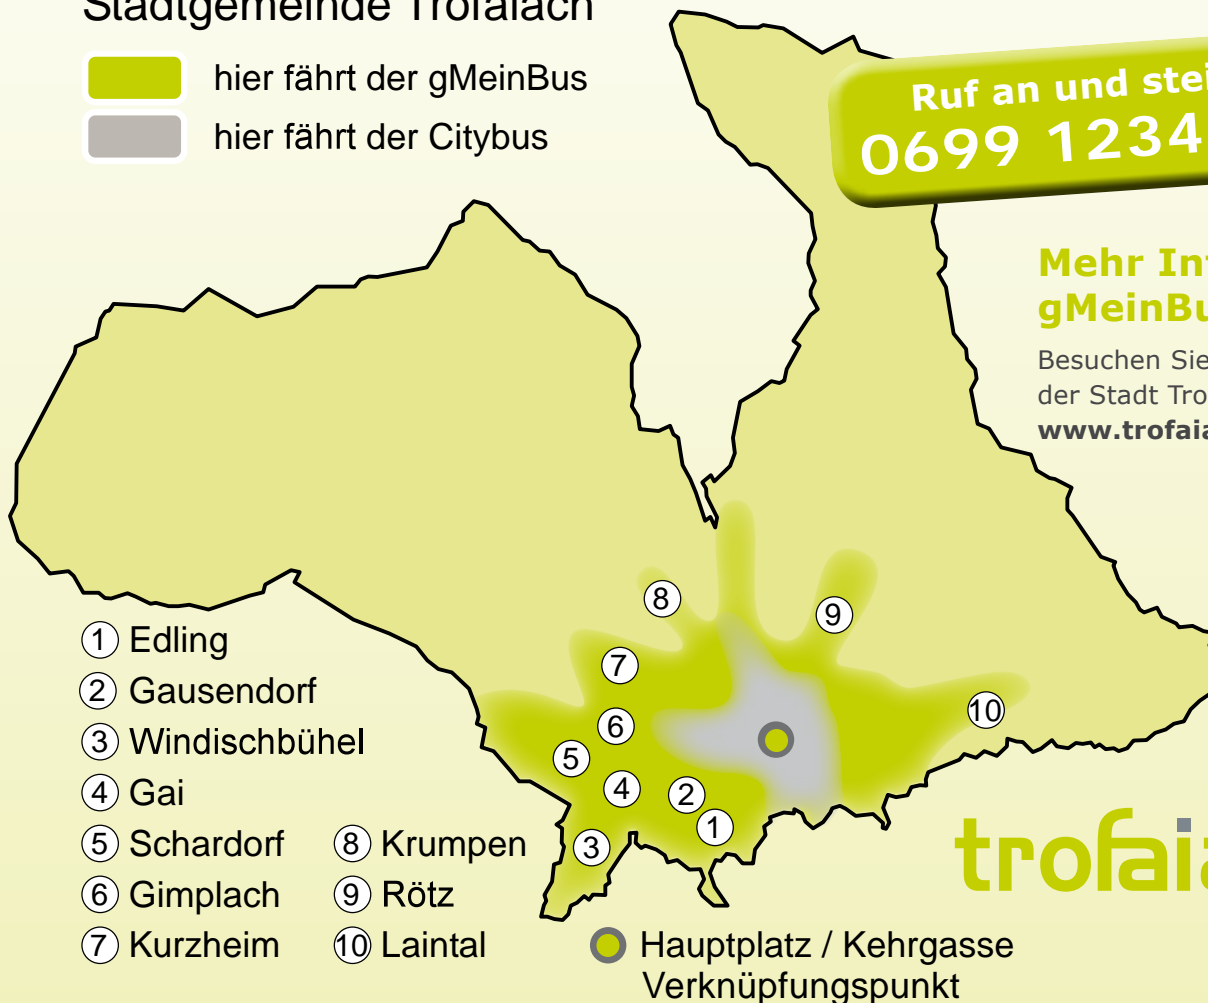 Stadtgemeinde Trofaiach
hier fährt der gMeinBus
hier fährt der Citybus
Ruf an und stei
0699 1234
Mehr Inf
gMeinBu
Besuchen Sie
der Stadt Tro
www.trofaia
8
9
7
10
6
5
4
2
1
3
1 Edling
2 Gausendorf
3 Windischbühel
4 Gai
5 Schardorf
6 Gimplach
7 Kurzheim
8 Krumpen
9 Rötz
10 Laintal
trofaia
Hauptplatz / Kehrgasse
Verknüpfungspunkt